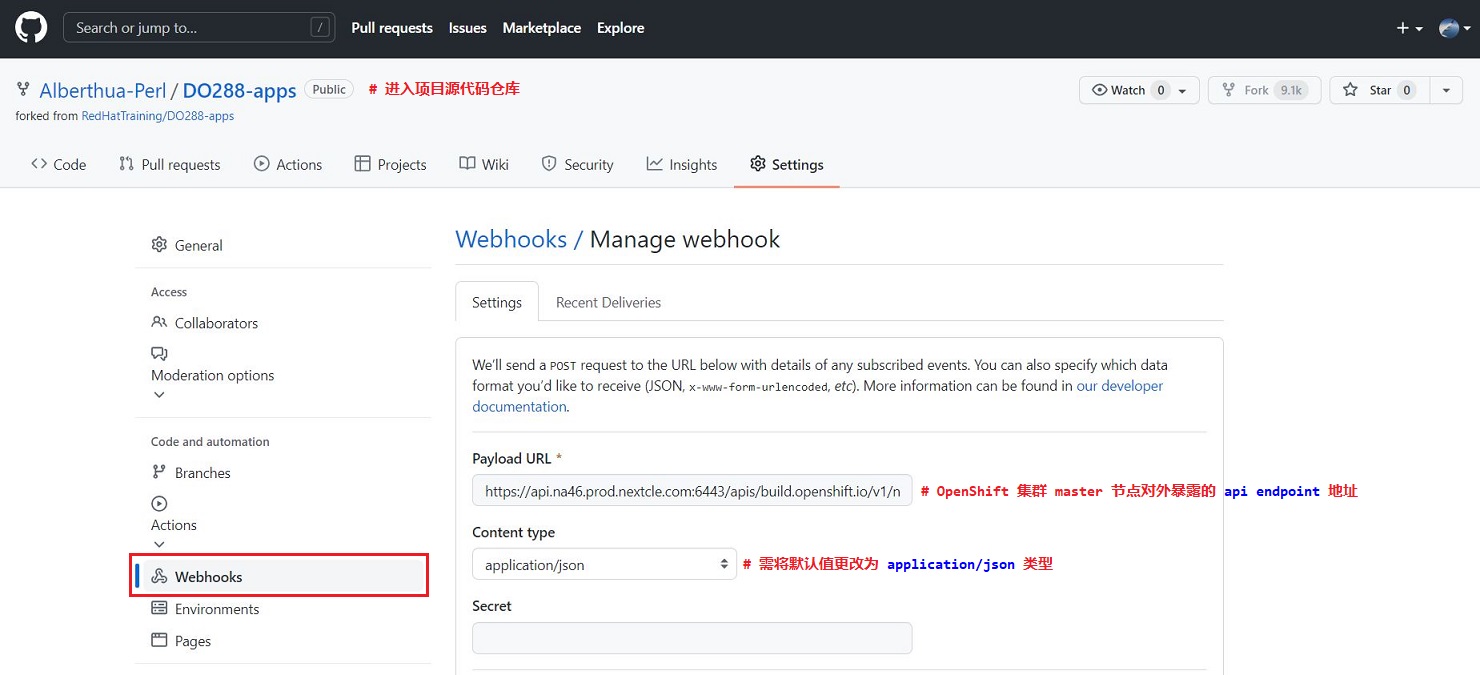 Search or jump to... /
Pull requests Issues Marketplace Explore
Alberthua-Perl / DO288-apps Public # 进入项目源代码仓库
Watch 0 Fork 9.1k Star 0
forked from RedHatTraining/DO288-apps
Code Pull requests Actions Projects Wiki Security Insights Settings
General
Access
Collaborators
Moderation options
Code and automation
Branches
Actions
Webhooks
Environments
Pages
Webhooks / Manage webhook
Settings Recent Deliveries
We'll send a POST request to the URL below with details of any subscribed events. You can also specify which data
format you'd like to receive (JSON, x-www-form-urlencoded, etc). More information can be found in our developer
documentation.
Payload URL *
https://api.na46.prod.nextcle.com:6443/apis/build.openshift.io/v1/n # OpenShift 集群 master 节点对外暴露的 api endpoint 地址
Content type
application/json # 需将默认值更改为 application/json 类型
Secret